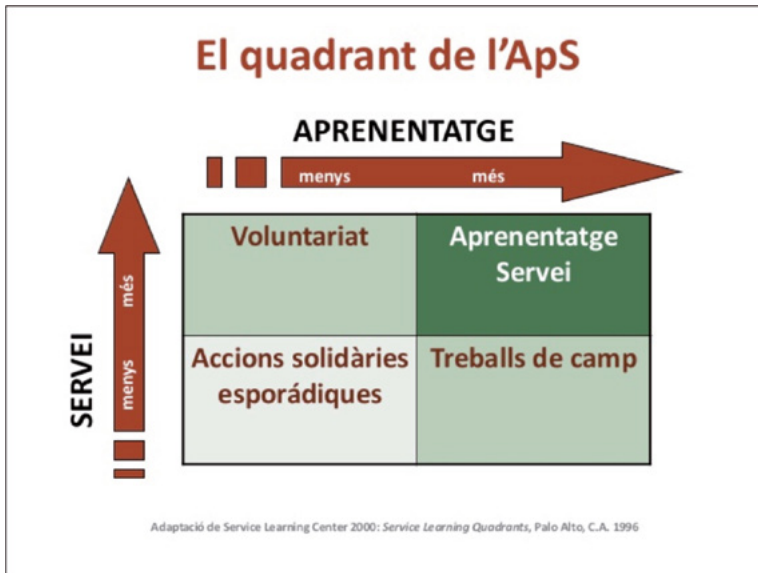 El quadrant de l'ApS
APRENENTATGE
menys més
Voluntariat
Aprenentatge
Servei
SERVEI
menys més
Accions solidàries
esporádiques
Treballs de camp
Adaptació de Service Learning Center 2000: Service Learning Quadrants, Palo Alto, C.A. 1996